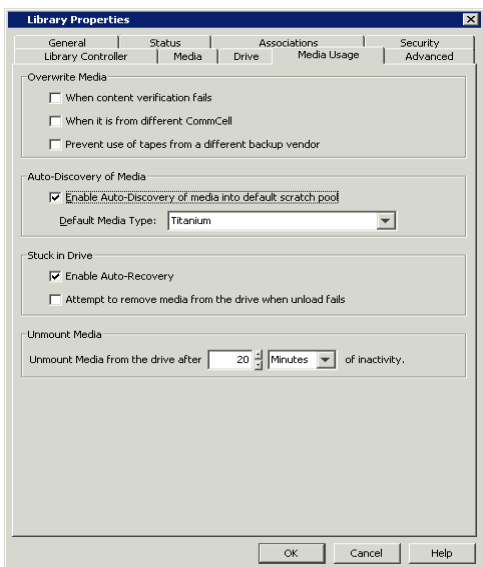 Library Properties
General Status Associations Security
Library Controller Media Drive Media Usage Advanced
Overwrite Media
When content verification fails
When it is from different CommCell
Prevent use of tapes from a different backup vendor
Auto-Discovery of Media
Enable Auto-Discovery of media into default scratch pool
Default Media Type: Titanium
Stuck in Drive
Enable Auto-Recovery
Attempt to remove media from the drive when unload fails
Unmount Media
Unmount Media from the drive after 20 Minutes of inactivity.
OK Cancel Help